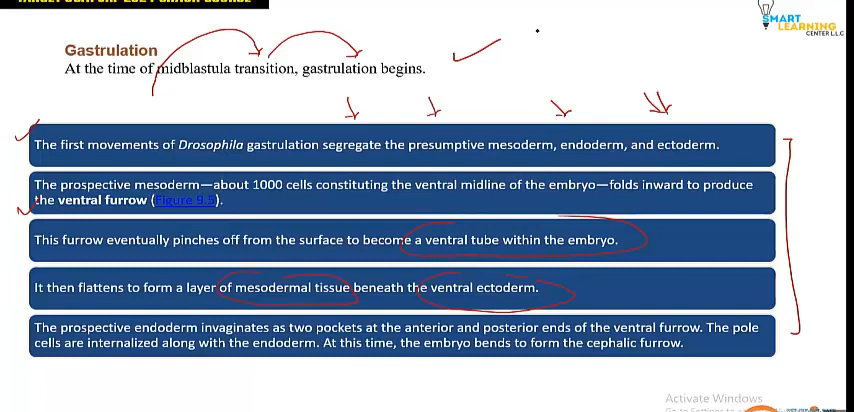 SMART
LEARNING
CENTER L.L.C
Gastrulation
At the time of midblastula transition, gastrulation begins.
The first movements of Drosophila gastrulation segregate the presumptive mesoderm, endoderm, and ectoderm.
The prospective mesoderm—about 1000 cells constituting the ventral midline of the embryo—folds inward to produce
the ventral furrow (Figure 9.5).
This furrow eventually pinches off from the surface to become a ventral tube within the embryo.
It then flattens to form a layer of mesodermal tissue beneath the ventral ectoderm.
The prospective endoderm invaginates as two pockets at the anterior and posterior ends of the ventral furrow. The pole
cells are internalized along with the endoderm. At this time, the embryo bends to form the cephalic furrow.
Activate Windows